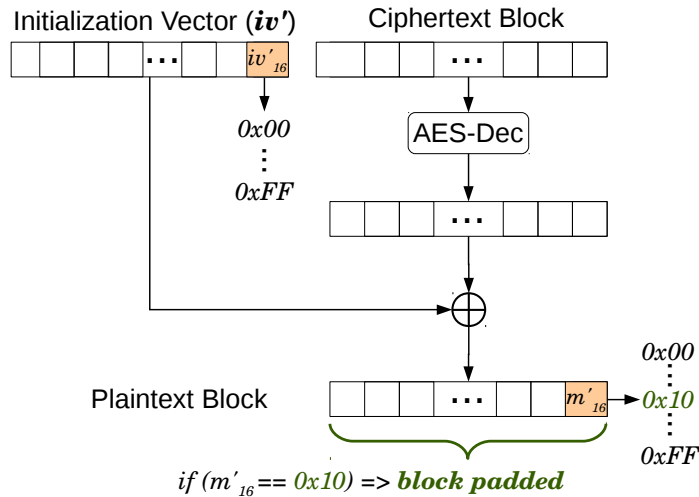 Initialization Vector (iv')
Ciphertext Block
... iv'16
...
0x00
⋮
0xFF
AES-Dec
...
Plaintext Block
... m'16
0x00
⋮
0x10
⋮
0xFF
if (m'16 == 0x10) => block padded